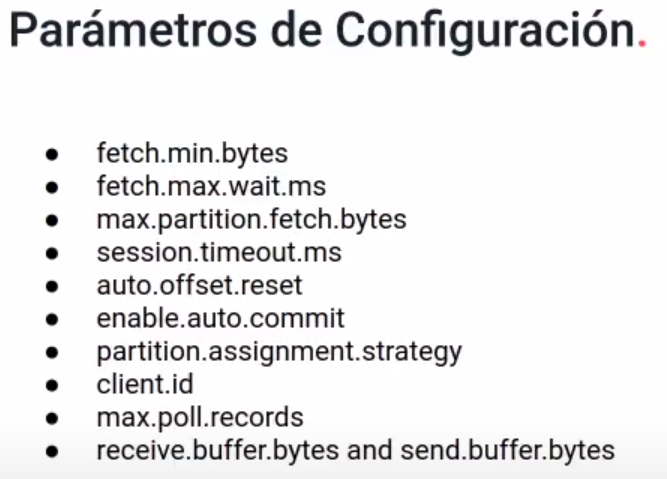 Parámetros de Configuración.
● fetch.min.bytes
● fetch.max.wait.ms
● max.partition.fetch.bytes
● session.timeout.ms
● auto.offset.reset
● enable.auto.commit
● partition.assignment.strategy
● client.id
● max.poll.records
● receive.buffer.bytes and send.buffer.bytes